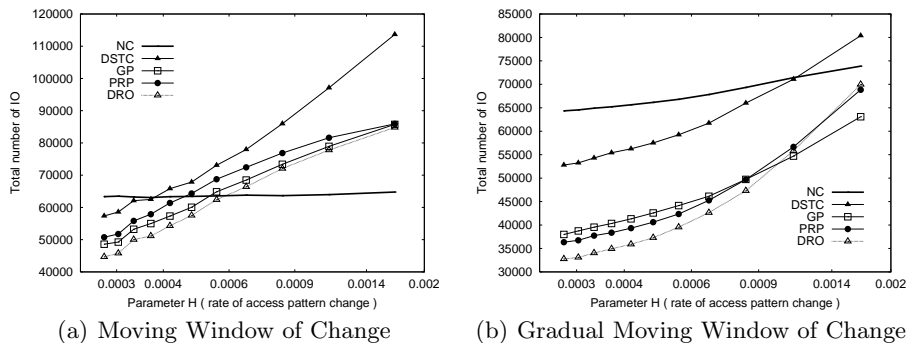 120000
110000
100000
90000
80000
70000
60000
50000
40000
Total number of IO
NC
DSTC
GP
PRP
DRO
0.0003 0.0004 0.0006 0.0009 0.0014 0.002
Parameter H ( rate of access pattern change )
(a) Moving Window of Change
85000
80000
75000
70000
65000
60000
55000
50000
45000
40000
35000
30000
Total number of IO
NC
DSTC
GP
PRP
DRO
0.0003 0.0004 0.0006 0.0009 0.0014 0.002
Parameter H ( rate of access pattern change )
(b) Gradual Moving Window of Change